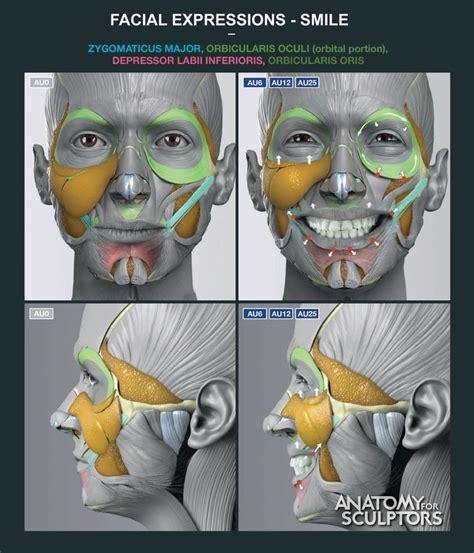 FACIAL EXPRESSIONS - SMILE
ZYGOMATICUS MAJOR, ORBICULARIS OCULI (orbital portion),
DEPRESSOR LABII INFERIORIS, ORBICULARIS ORIS
AU0
AU6 AU12 AU25
AU0
AU6 AU12 AU25
ANATOMY FOR
SCULPTORS